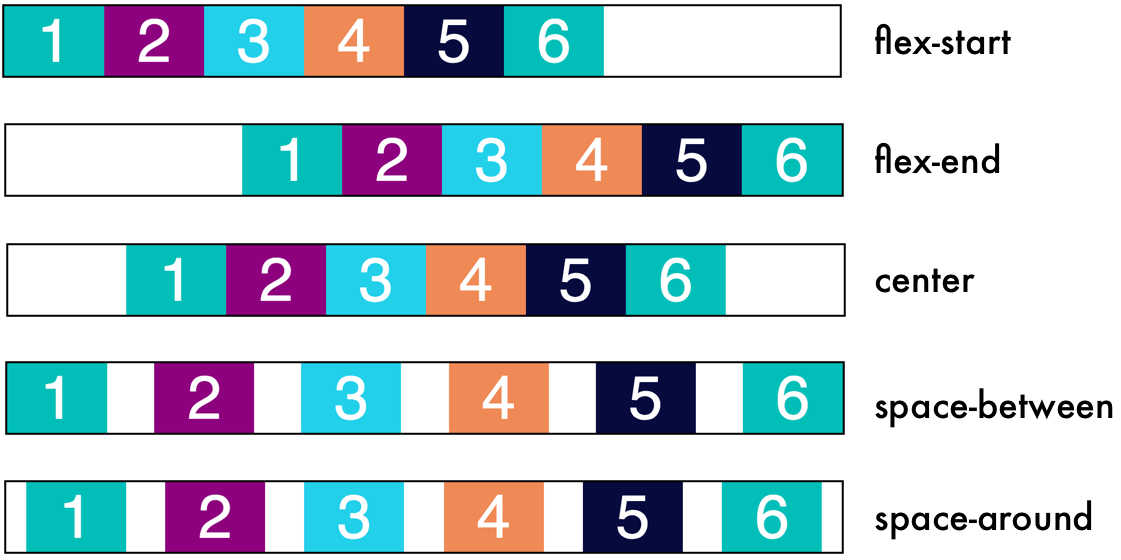 1 2 3 4 5 6 flex-start
1 2 3 4 5 6 flex-end
1 2 3 4 5 6 center
1 2 3 4 5 6 space-between
1 2 3 4 5 6 space-around